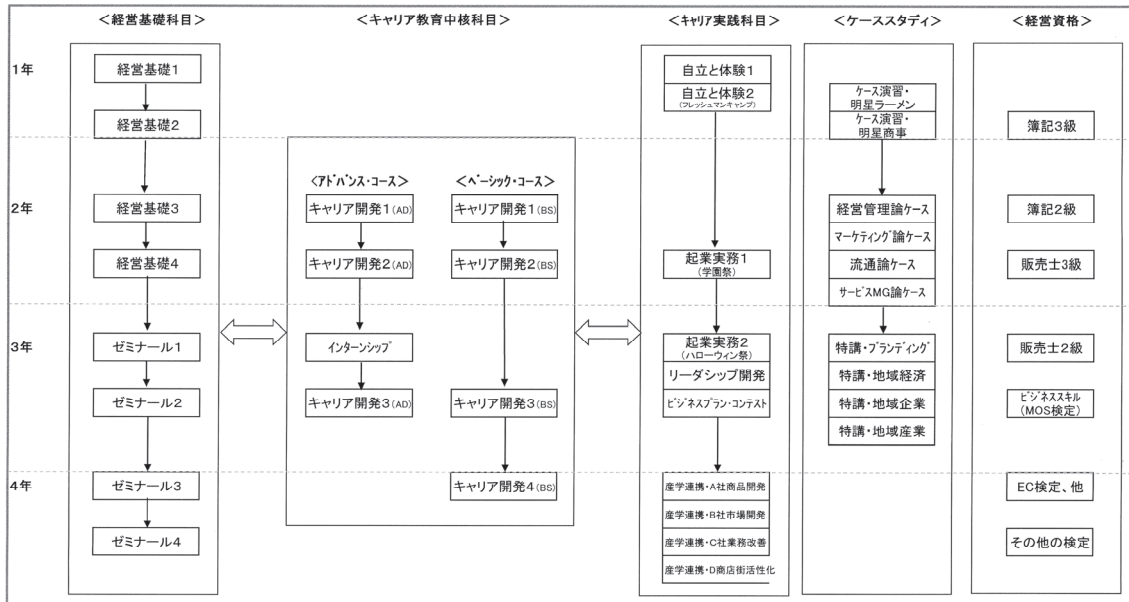 ＜経営基礎科目＞
＜キャリア教育中核科目＞
＜キャリア実践科目＞
＜ケーススタディ＞
＜経営資格＞
1年
経営基礎1
経営基礎2
自立と体験1
自立と体験2
(フレッシュマンキャンプ)
ケース演習・
明星ラーメン
ケース演習・
明星商事
簿記3級
2年
経営基礎3
経営基礎4
＜アドバンス・コース＞
＜ベーシック・コース＞
キャリア開発1(AD)
キャリア開発1(BS)
キャリア開発2(AD)
キャリア開発2(BS)
起業実務1
(学園祭)
経営管理論ケース
マーケティング論ケース
流通論ケース
サービスMG論ケース
簿記2級
販売士3級
3年
ゼミナール1
ゼミナール2
インターンシップ
キャリア開発3(AD)
キャリア開発3(BS)
起業実務2
(ハローウィン祭)
リーダシップ開発
ビジネスプラン・コンテスト
特講・ブランディング
特講・地域経済
特講・地域企業
特講・地域産業
販売士2級
ビジネススキル
(MOS検定)
4年
ゼミナール3
ゼミナール4
キャリア開発4(BS)
産学連携・A社商品開発
産学連携・B社市場開発
産学連携・C社業務改善
産学連携・D商店街活性化
EC検定、他
その他の検定